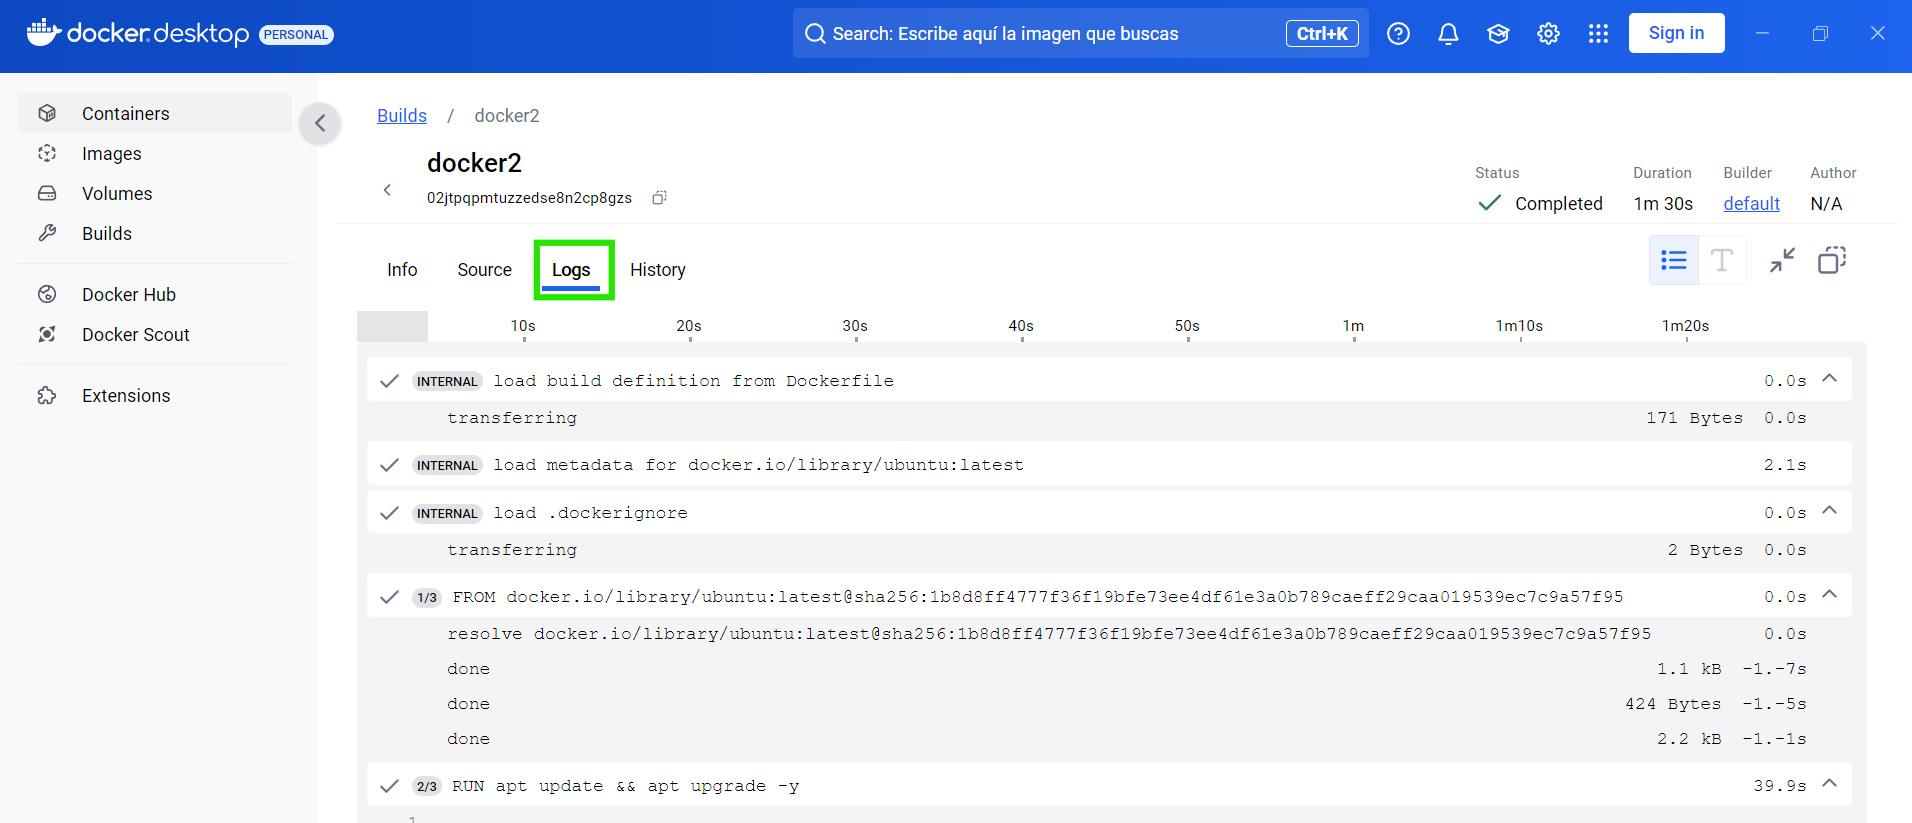 docker.desktop PERSONAL
Search: Escribe aquí la imagen que buscas Ctrl+K
Sign in
Containers
Images
Volumes
Builds
Docker Hub
Docker Scout
Extensions
Builds / docker2
docker2
02jtpqpmtuzzedse8n2cp8gzs
Status Duration Builder Author
Completed 1m 30s default N/A
Info Source Logs History
10s 20s 30s 40s 50s 1m 1m10s 1m20s
INTERNAL load build definition from Dockerfile 0.0s
transferring 171 Bytes 0.0s
INTERNAL load metadata for docker.io/library/ubuntu:latest 2.1s
INTERNAL load .dockerignore 0.0s
transferring 2 Bytes 0.0s
1/3 FROM docker.io/library/ubuntu:latest@sha256:1b8d8ff4777f36f19bfe73ee4df61e3a0b789caeff29caa019539ec7c9a57f95 0.0s
resolve docker.io/library/ubuntu:latest@sha256:1b8d8ff4777f36f19bfe73ee4df61e3a0b789caeff29caa019539ec7c9a57f95 0.0s
done 1.1 kB -1.-7s
done 424 Bytes -1.-5s
done 2.2 kB -1.-1s
2/3 RUN apt update && apt upgrade -y 39.9s
1